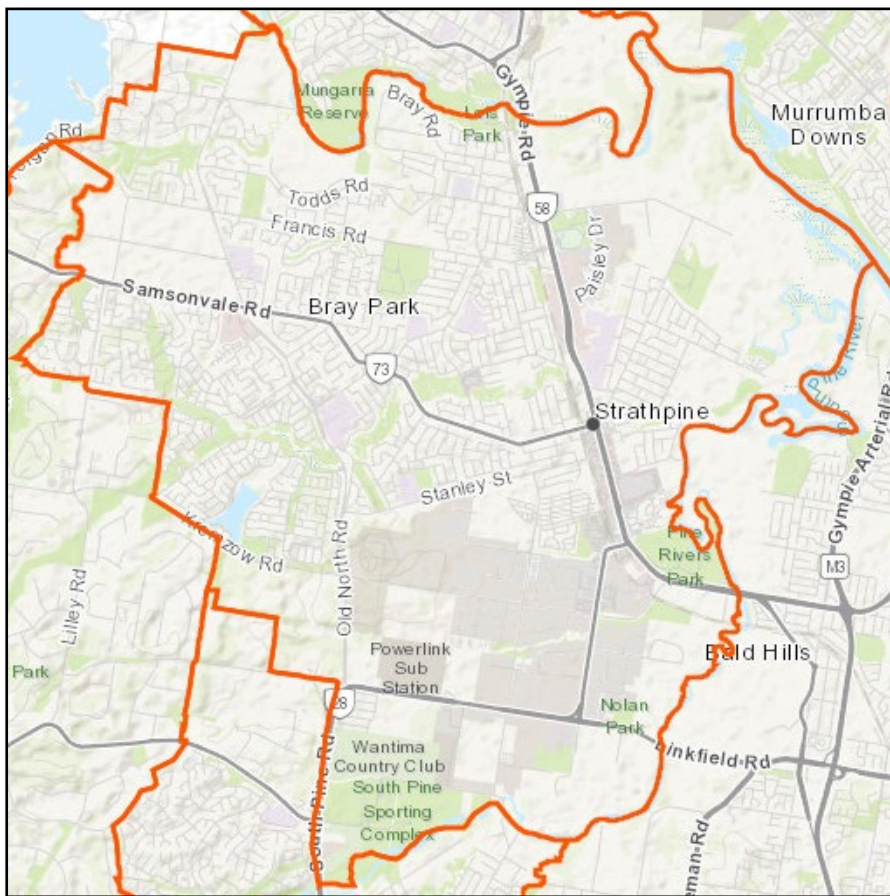 Mungarra
Reserve
Bray Rd
Leis
Park
Gympie Rd
Murrumba
Downs
58
Todds Rd
Francis Rd
Paisley Dr
Samsonvale Rd
Bray Park
73
Pine River
Strathpine
Gympie Arterial Rd
Stanley St
Old North Rd
Pine
Rivers
Park
M3
Lilley Rd
Park
Powerlink
Sub
Station
Bald Hills
28
Nolan
Park
Linkfield Rd
Wantima
Country Club
South Pine
Sporting
Complex
South Pine Rd